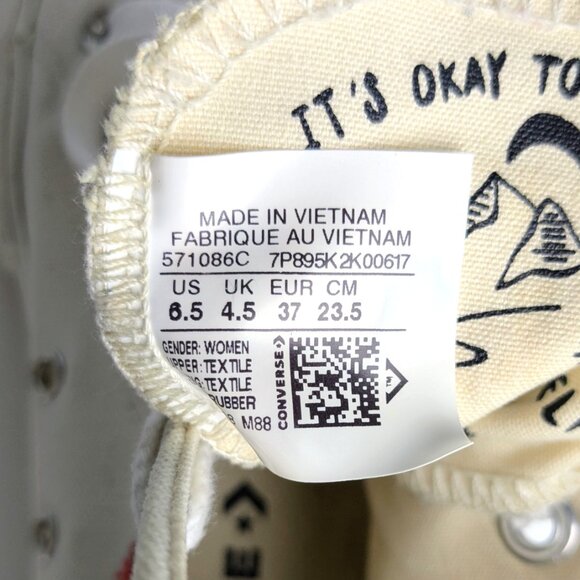 IT'S OKAY TO
MADE IN VIETNAM
FABRIQUE AU VIETNAM
571086C 7P895K2K00617
US UK EUR CM
6.5 4.5 37 23.5
GENDER: WOMEN
UPPER: TEXTILE
TEXTILE
RUBBER
M88
CONVERSE
TM